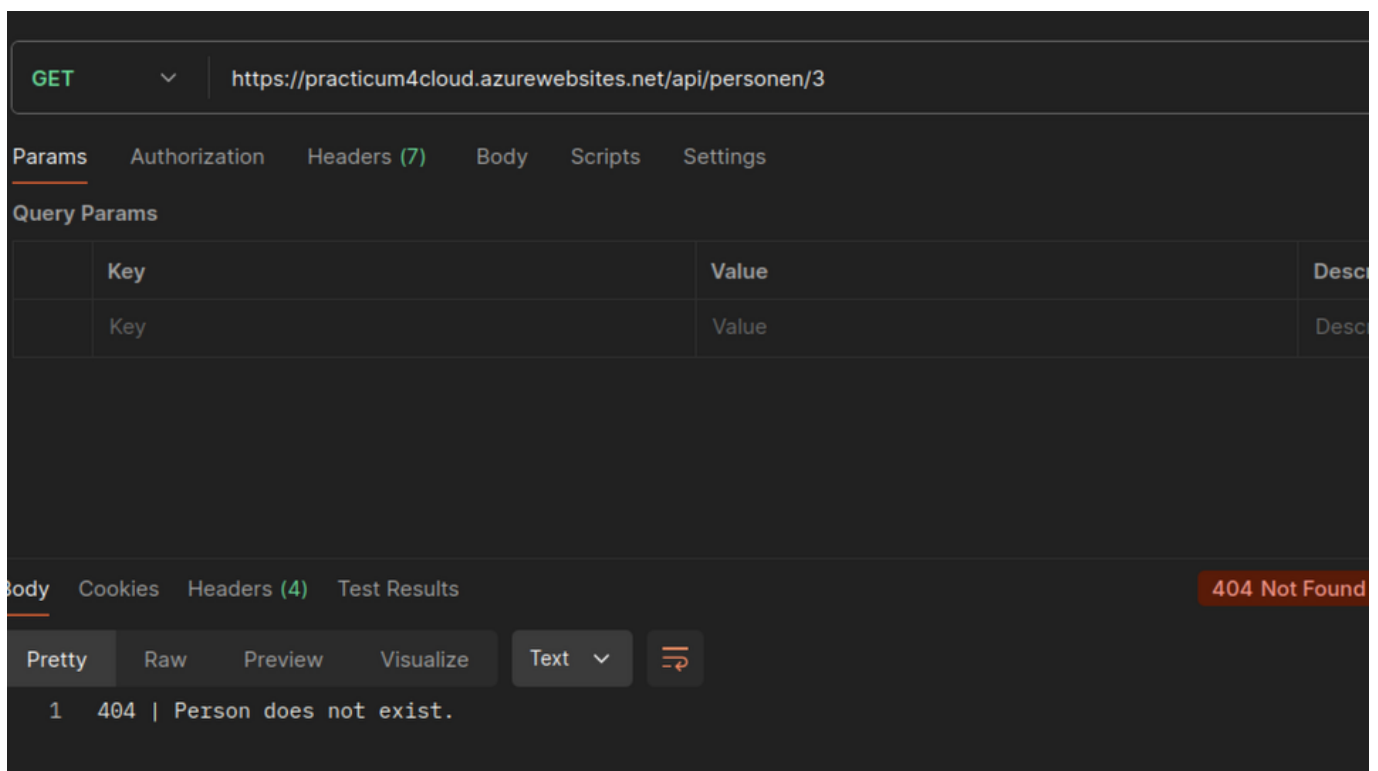 GET https://practicum4cloud.azurewebsites.net/api/personen/3
Params Authorization Headers (7) Body Scripts Settings
Query Params
Key Value Descr
Key Value Descr
Body Cookies Headers (4) Test Results 404 Not Found
Pretty Raw Preview Visualize Text
1 404 | Person does not exist.